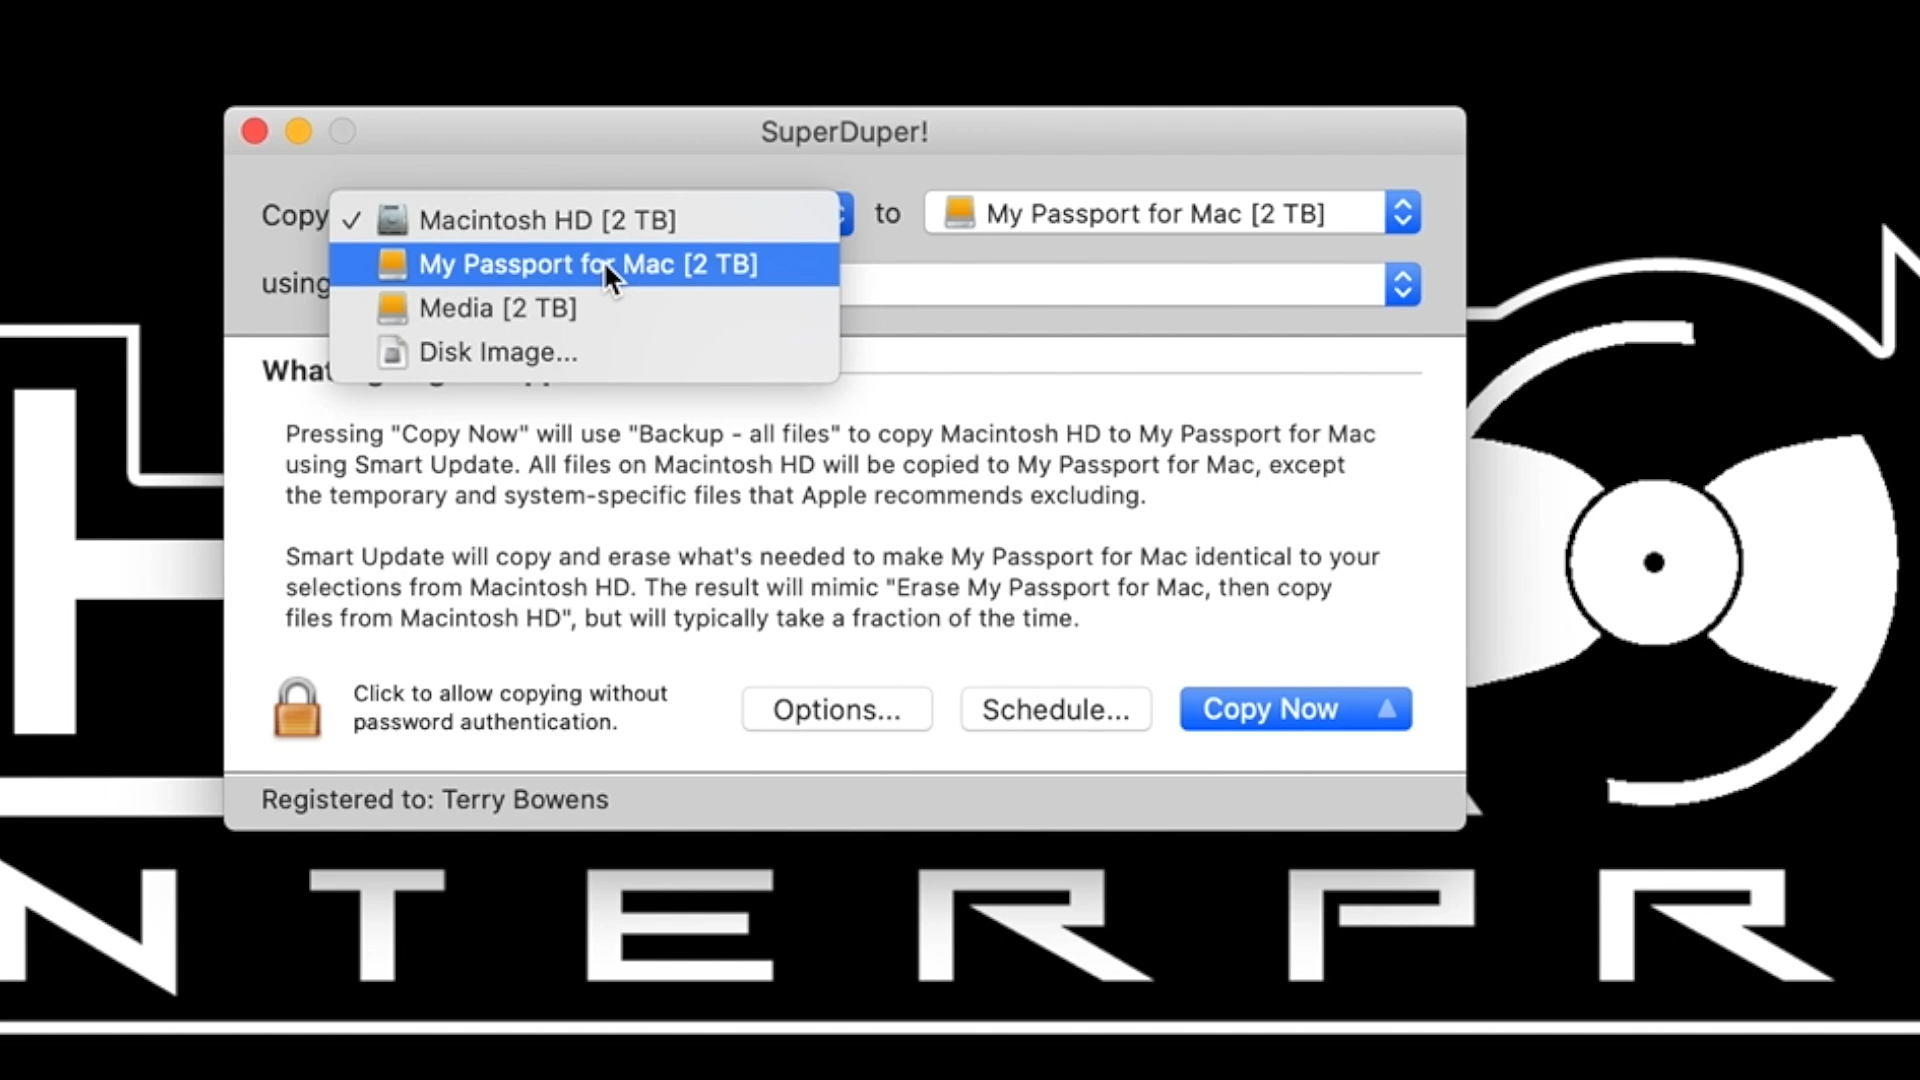 SuperDuper!
Copy
Macintosh HD [2 TB]
to
My Passport for Mac [2 TB]
My Passport for Mac [2 TB]
using
Media [2 TB]
Disk Image...
What
Pressing "Copy Now" will use "Backup - all files" to copy Macintosh HD to My Passport for Mac
using Smart Update. All files on Macintosh HD will be copied to My Passport for Mac, except
the temporary and system-specific files that Apple recommends excluding.
Smart Update will copy and erase what's needed to make My Passport for Mac identical to your
selections from Macintosh HD. The result will mimic "Erase My Passport for Mac, then copy
files from Macintosh HD", but will typically take a fraction of the time.
Click to allow copying without
password authentication.
Options...
Schedule...
Copy Now
Registered to: Terry Bowens
H
NTERPR